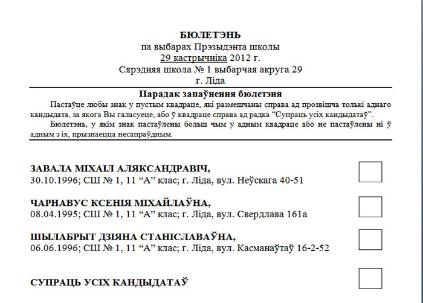 БЮЛЕТЭНЬ
па выбарах Прэзыдэнта школы
29 кастрычніка 2012 г.
Сярэдняя школа № 1 выбарчая акруга 29
г. Ліда
Парадак запаўнення бюлетэня
Пастаўце любы знак у пустым квадраце, які размешчаны справа ад прозвішча толькі аднаго
кандыдата, за якога Вы галасуеце, або ў квадраце справа ад радка “Супраць усіх кандыдатаў”.
Бюлетэнь, у якім знак пастаўлены больш чым у адным квадраце або не пастаўлены ні ў
адным з іх, прызнаецца несапраўдным.
ЗАВАЛА МІХАІЛ АЛЯКСАНДРАВІЧ,
30.10.1996; СШ № 1, 11 “А” клас; г. Ліда, вул. Неўскага 40-51
ЧАРНАВУС КСЕНІЯ МІХАЙЛАЎНА,
08.04.1995; СШ № 1, 11 “А” клас; г. Ліда, вул. Свердлава 161а
ШЫЛАБРЫТ ДЗІЯНА СТАНІСЛАВАЎНА,
06.06.1996; СШ № 1, 11 “А” клас; г. Ліда, вул. Касманаўтаў 16-2-52
СУПРАЦЬ УСІХ КАНДЫДАТАЎ